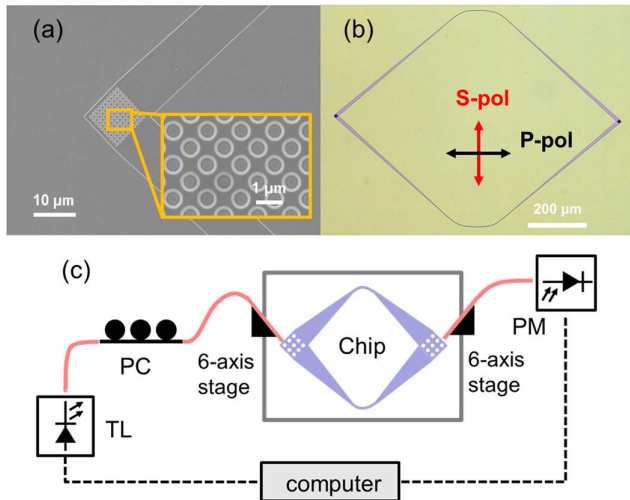 (a)
10 μm
1 μm
(b)
S-pol
P-pol
200 μm
(c)
PC
TL
6-axis
stage
Chip
6-axis
stage
PM
computer